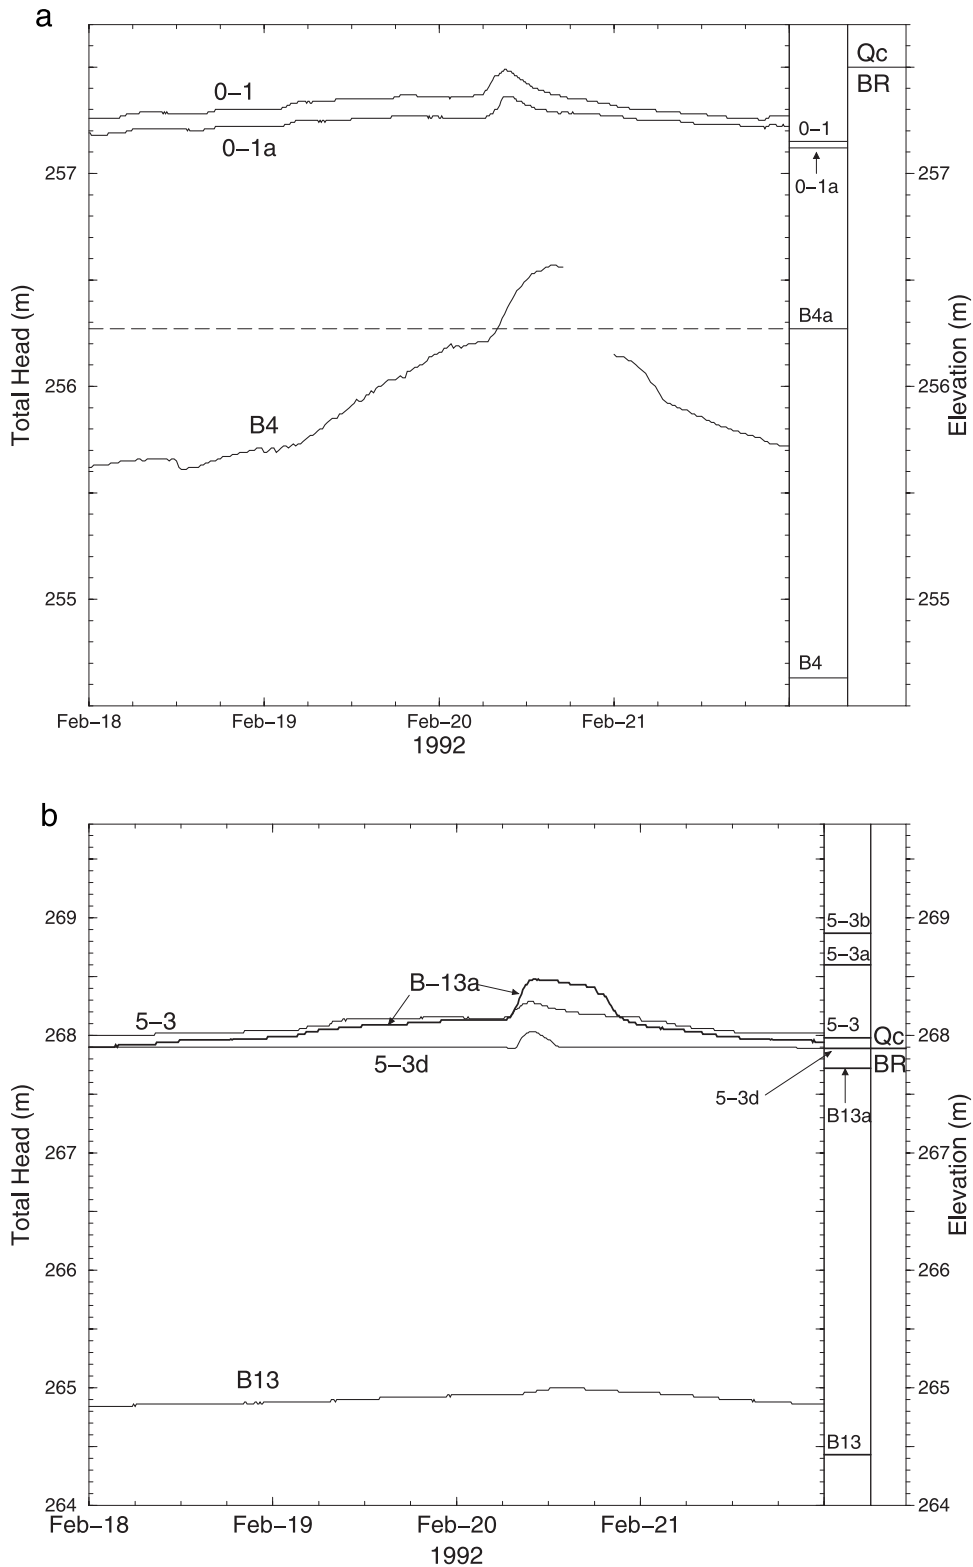 a
Qc
BR
0–1
0–1
0–1a
257
257
0–1a
Total Head (m)
Elevation (m)
B4a
256
256
B4
255
255
B4
Feb–18
Feb–19
Feb–20
Feb–21
1992
b
269
5–3b
269
5–3a
B–13a
5–3
5–3
268
Qc
268
5–3d
BR
5–3d
B13a
Total Head (m)
Elevation (m)
267
267
266
266
B13
265
265
B13
264
264
Feb–18
Feb–19
Feb–20
Feb–21
1992